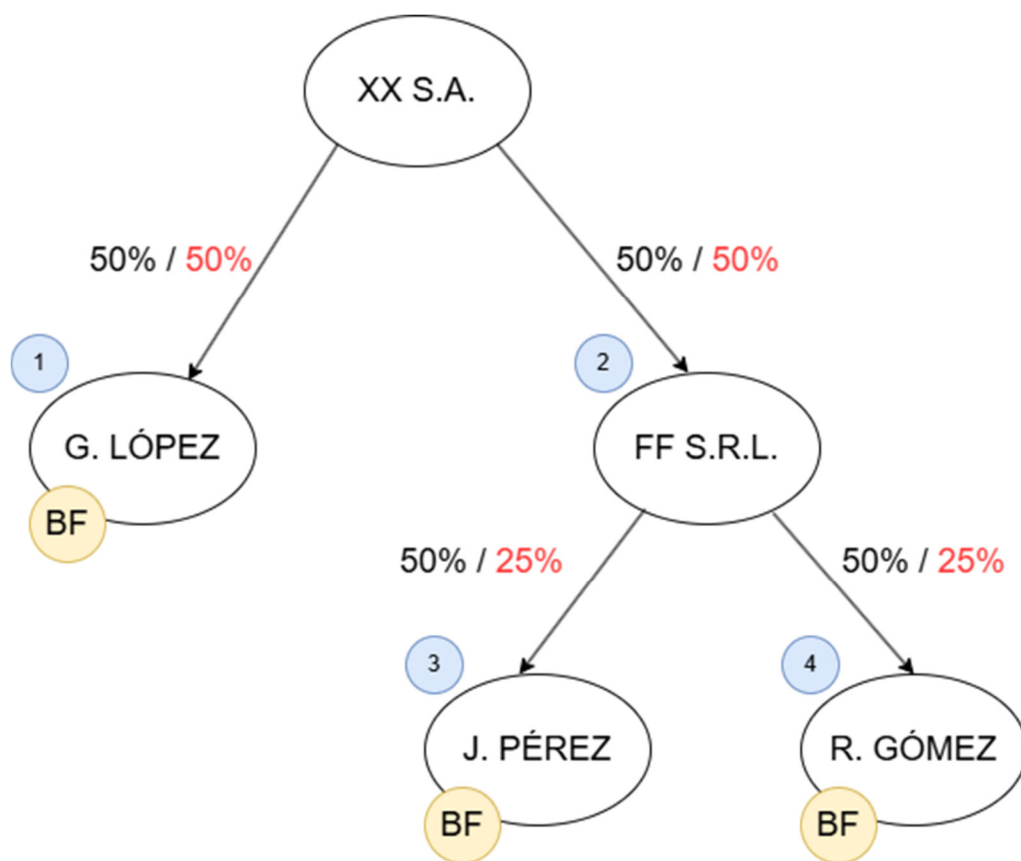 XX S.A.
50% / 50%
50% / 50%
1
2
G. LÓPEZ
FF S.R.L.
BF
50% / 25%
50% / 25%
3
4
J. PÉREZ
R. GÓMEZ
BF
BF